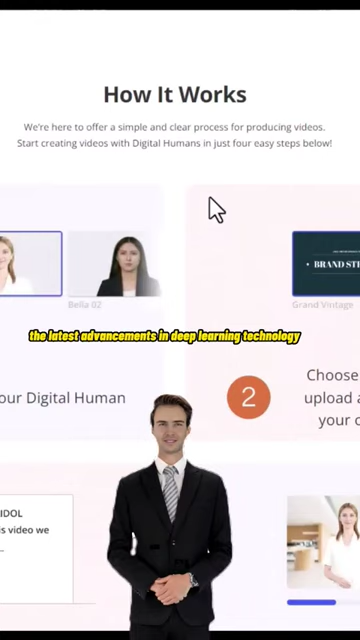 How It Works
We're here to offer a simple and clear process for producing videos.
Start creating videos with Digital Humans in just four easy steps below!
BRAND
Bella 02
Grand Vintage
the latest advancements in deep learning technology
our Digital Human
2
Choose
upload a
your c
IDOL
is video we